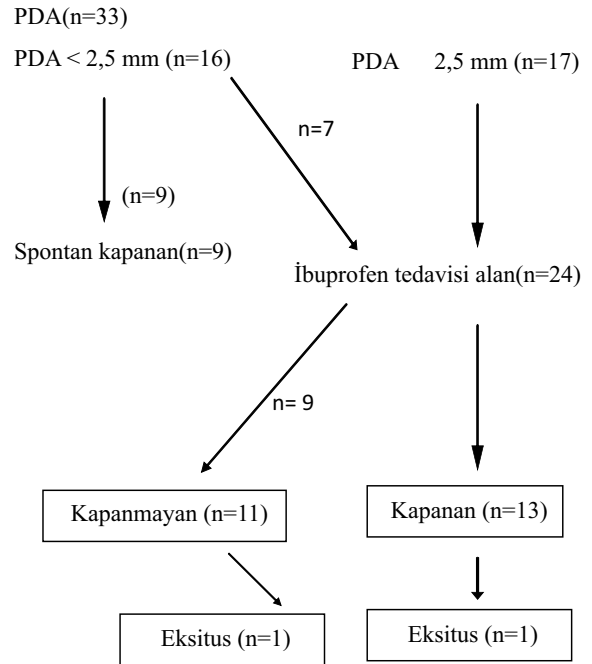 PDA(n=33)
PDA < 2,5 mm (n=16)
PDA 2,5 mm (n=17)
n=7
(n=9)
Spontan kapanan(n=9)
İbuprofen tedavisi alan(n=24)
n= 9
Kapanmayan (n=11)
Kapanan (n=13)
Eksitus (n=1)
Eksitus (n=1)